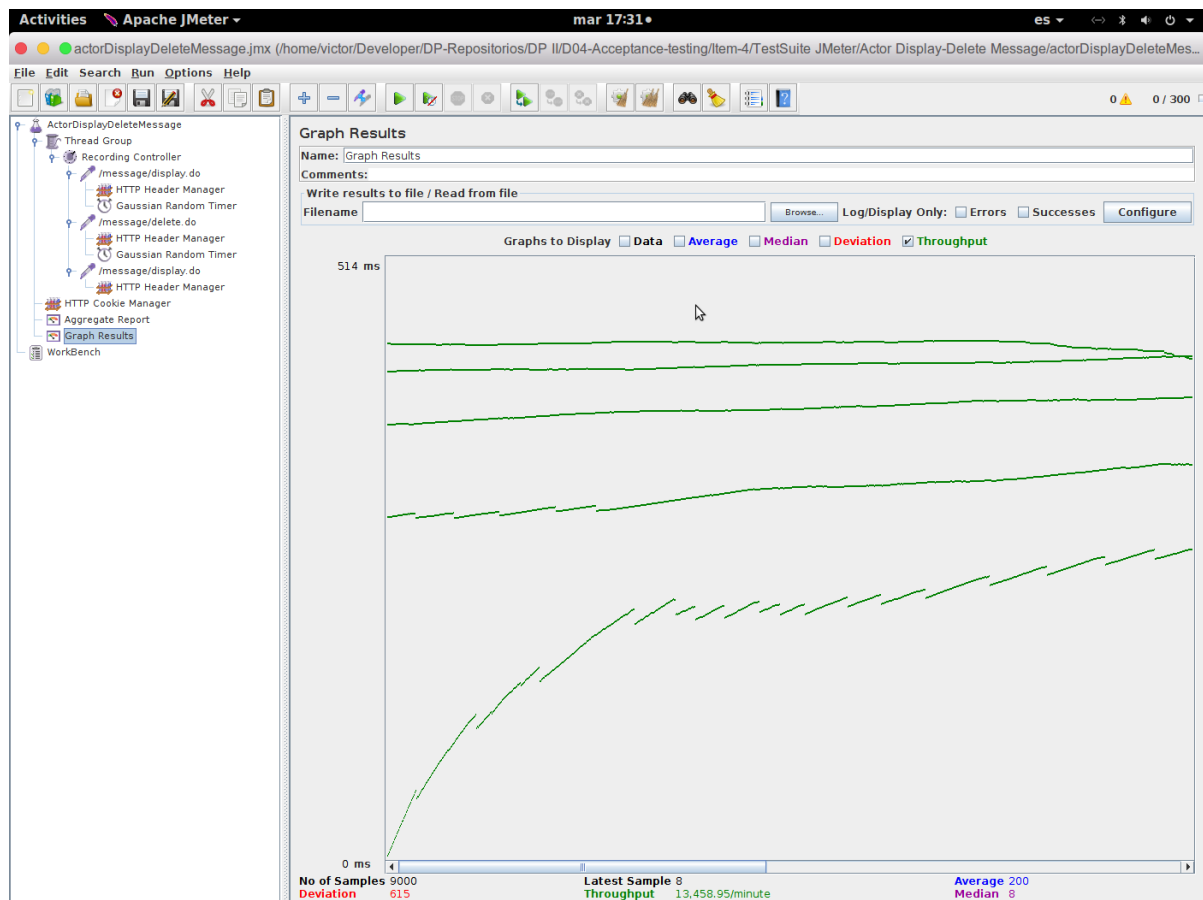 Activities Apache JMeter mar 17:31 es
actorDisplayDeleteMessage.jmx (/home/victor/Developer/DP-Repositorios/DP II/D04-Acceptance-testing/Item-4/TestSuite JMeter/Actor Display-Delete Message/actorDisplayDeleteMes...
File Edit Search Run Options Help
0 0 / 300
ActorDisplayDeleteMessage
Thread Group
Recording Controller
/message/display.do
HTTP Header Manager
Gaussian Random Timer
/message/delete.do
HTTP Header Manager
Gaussian Random Timer
/message/display.do
HTTP Header Manager
HTTP Cookie Manager
Aggregate Report
Graph Results
WorkBench
Graph Results
Name: Graph Results
Comments:
Write results to file / Read from file
Filename Browse... Log/Display Only: Errors Successes Configure
Graphs to Display Data Average Median Deviation Throughput
514 ms
0 ms
No of Samples 9000 Latest Sample 8 Average 200
Deviation 615 Throughput 13,458.95/minute Median 8